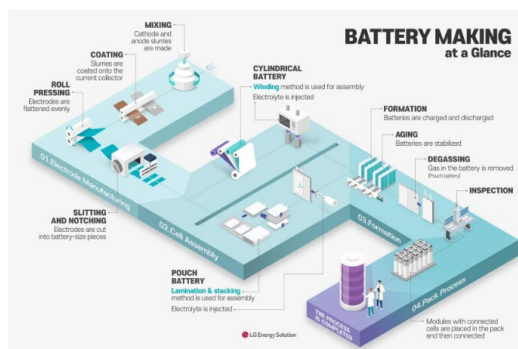 BATTERY MAKING
at a Glance
MIXING
Cathode and
anode slurries
are made
COATING
Slurries are
coated onto the
current collector
ROLL
PRESSING
Electrodes are
flattened evenly
SLITTING
AND NOTCHING
Electrodes are cut
into battery-size pieces
01.Electrode Manufacturing
CYLINDRICAL
BATTERY
Winding method is used for assembly
Electrolyte is injected
POUCH
BATTERY
Lamination & stacking
method is used for assembly
Electrolyte is injected
02.Cell Assembly
FORMATION
Batteries are charged and discharged
AGING
Batteries are stabilized
DEGASSING
Gas in the battery is removed
(Pouch battery)
INSPECTION
03.Formation
04.Pack Process
Modules with connected
cells are placed in the pack
and then connected
THE PROCESS
IS COMPLETED
LG Energy Solution